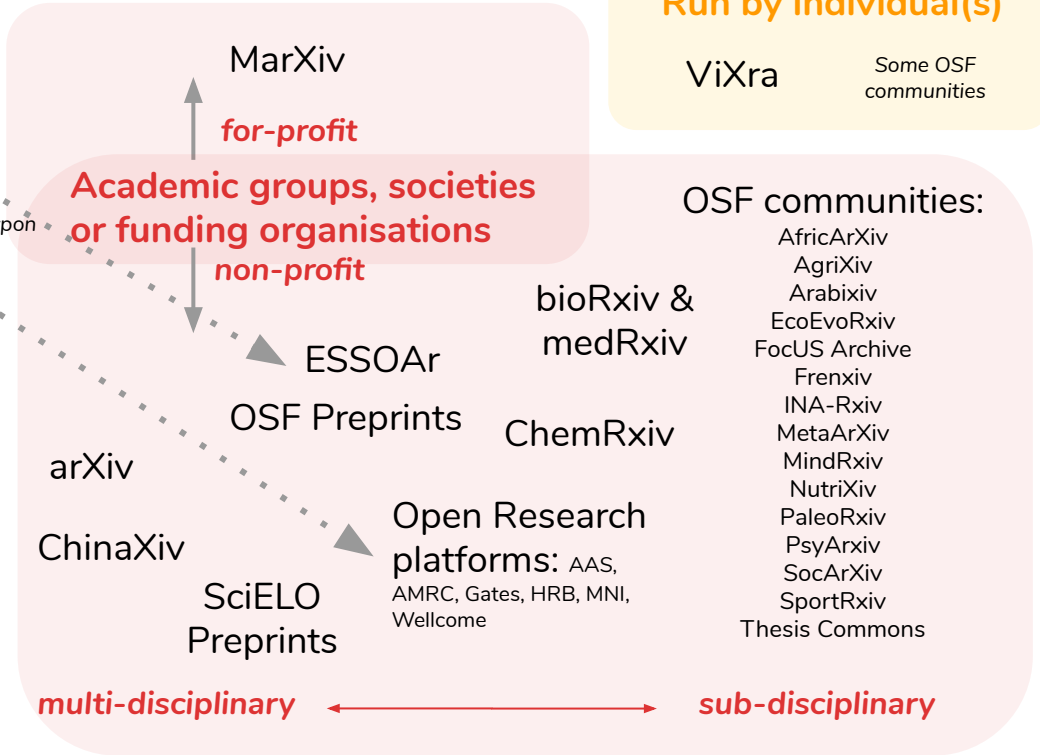 Run by individual(s)
MarXiv
ViXra
Some OSF
communities
for-profit
Academic groups, societies
or funding organisations
non-profit
pon
OSF communities:
AfricArXiv
AgriXiv
Arabixiv
EcoEvoRxiv
FocUS Archive
Frenxiv
INA-Rxiv
MetaArXiv
MindRxiv
NutriXiv
PaleoRxiv
PsyArxiv
SocArXiv
SportRxiv
Thesis Commons
bioRxiv &
medRxiv
ESSOAr
OSF Preprints
ChemRxiv
arXiv
ChinaXiv
Open Research
platforms: AAS,
AMRC, Gates, HRB, MNI,
Wellcome
SciELO
Preprints
multi-disciplinary
sub-disciplinary